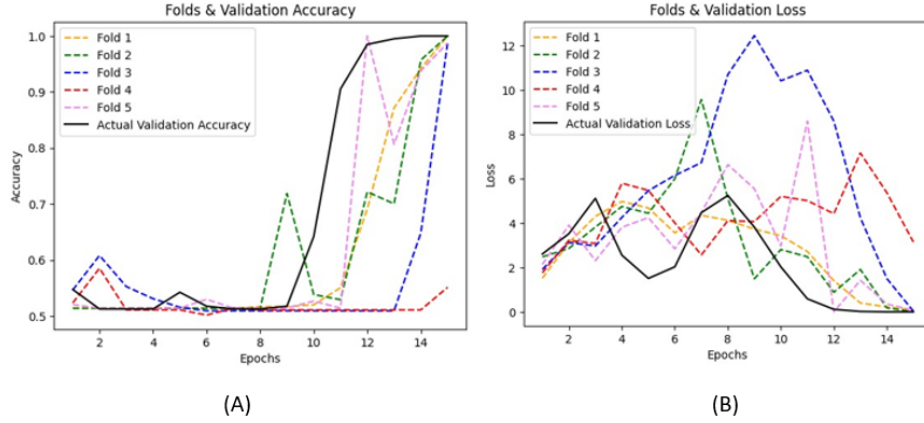 Folds & Validation Accuracy
1.0
0.9
0.8
0.7
0.6
0.5
Accuracy
Fold 1
Fold 2
Fold 3
Fold 4
Fold 5
Actual Validation Accuracy
2 4 6 8 10 12 14
Epochs
(A)
Folds & Validation Loss
12
10
8
6
4
2
0
Loss
Fold 1
Fold 2
Fold 3
Fold 4
Fold 5
Actual Validation Loss
2 4 6 8 10 12 14
Epochs
(B)